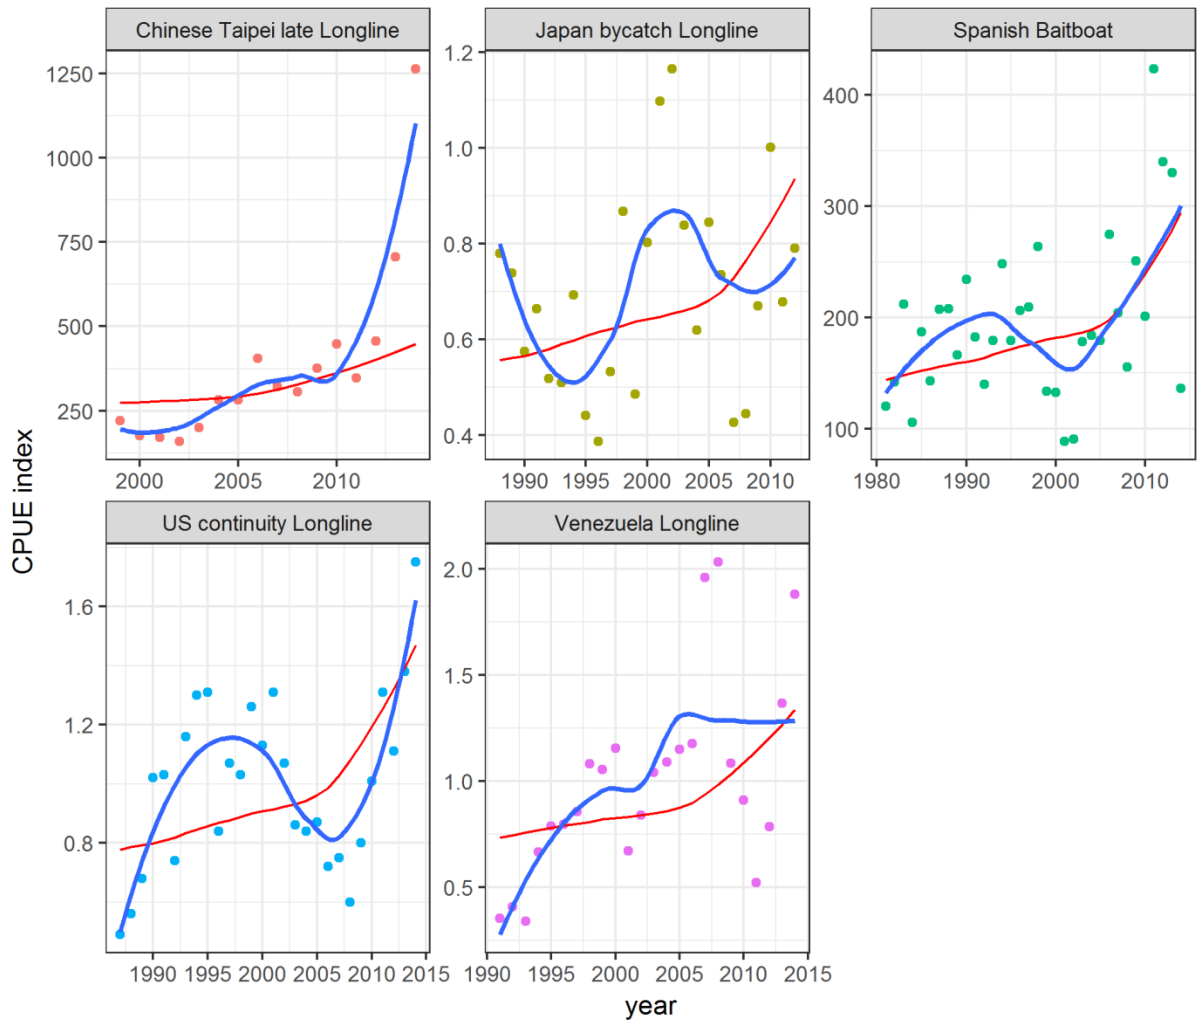 Chinese Taipei late Longline
Japan bycatch Longline
Spanish Baitboat
1250
1000
750
500
250
2000 2005 2010
1.2
1.0
0.8
0.6
0.4
1990 1995 2000 2005 2010
400
300
200
100
1980 1990 2000 2010
CPUE index
US continuity Longline
Venezuela Longline
1.6
1.2
0.8
1990 1995 2000 2005 2010 2015
2.0
1.5
1.0
0.5
1990 1995 2000 2005 2010 2015
year